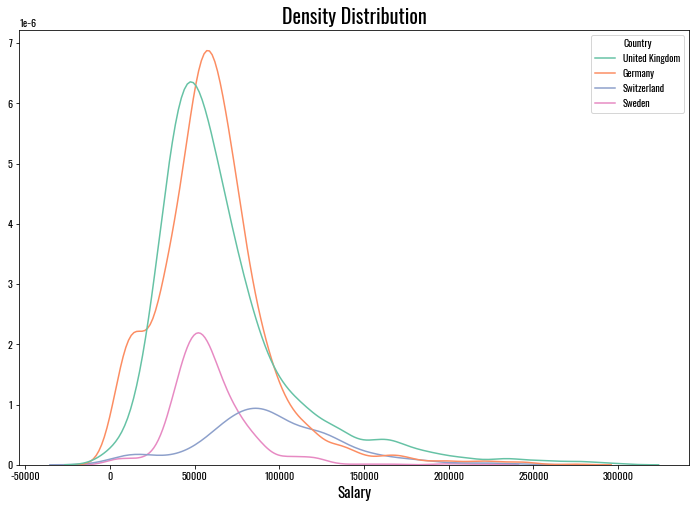 Density Distribution
1e-6
Country
United Kingdom
Germany
Switzerland
Sweden
7
6
5
4
3
2
1
0
-50000 0 50000 100000 150000 200000 250000 300000
Salary